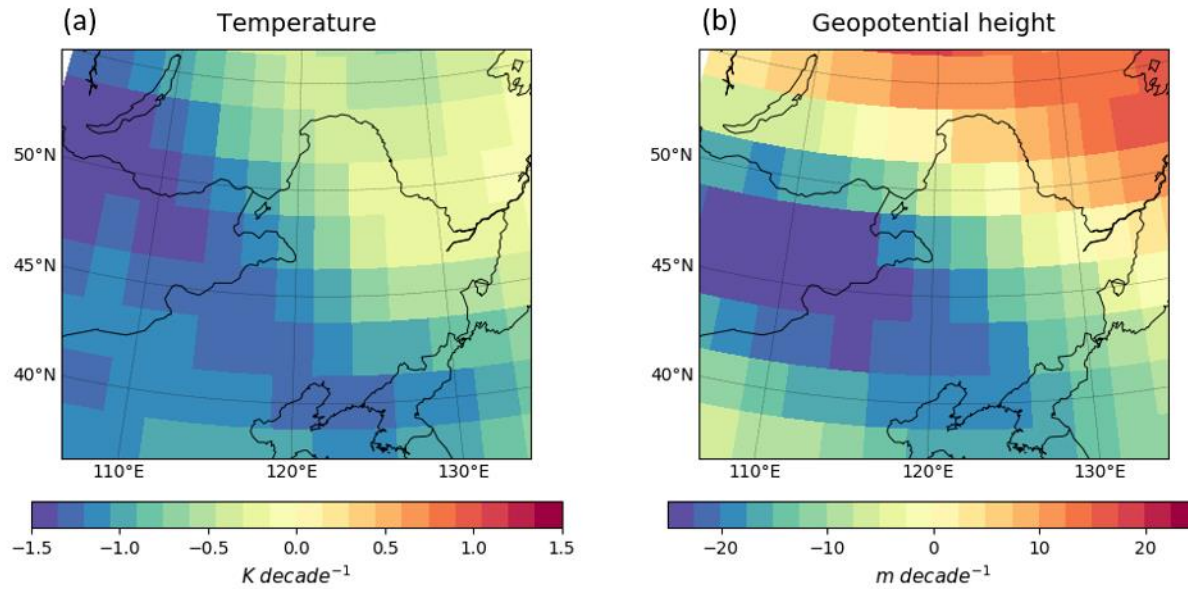 (a) Temperature
50°N
45°N
40°N
110°E 120°E 130°E
−1.5 −1.0 −0.5 0.0 0.5 1.0 1.5
K decade⁻¹
(b) Geopotential height
50°N
45°N
40°N
110°E 120°E 130°E
−20 −10 0 10 20
m decade⁻¹